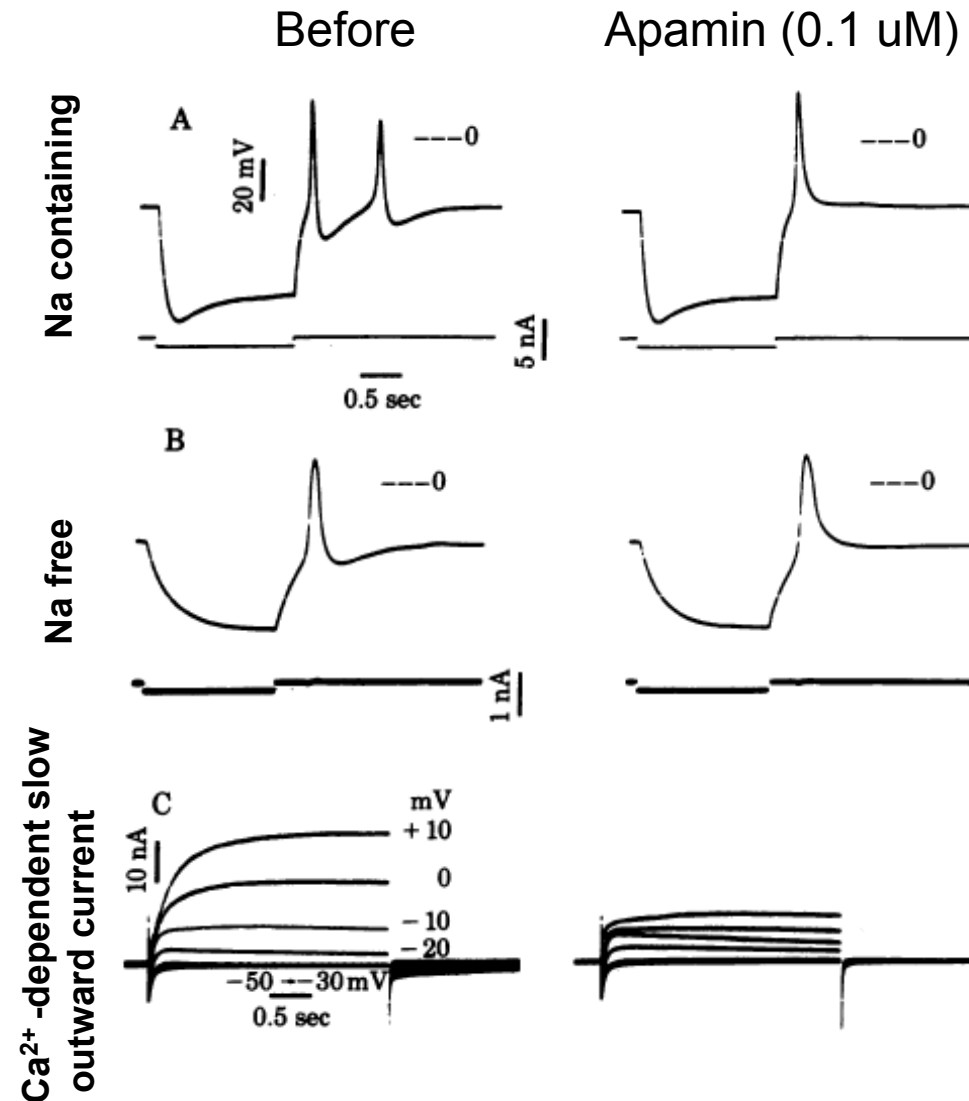 Before
Apamin (0.1 uM)
Na containing
A
20 mV
---0
---0
5 nA
0.5 sec
Na free
B
---0
---0
1 nA
Ca²⁺ -dependent slow
outward current
C
10 nA
mV
+ 10
0
− 10
− 20
−50 →−30 mV
0.5 sec